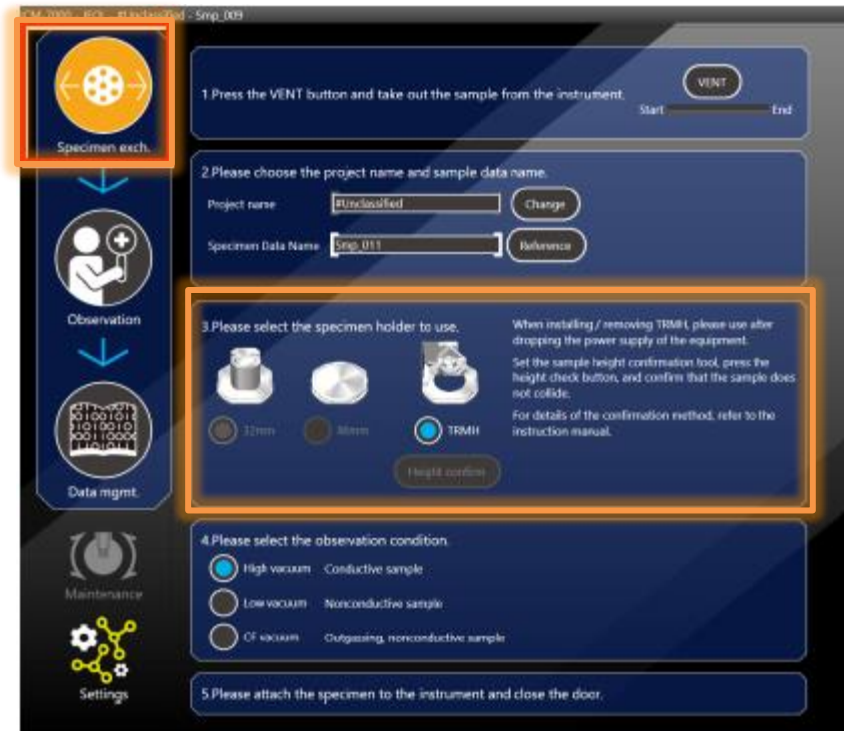 JCM-7000 - JEOL - #Unclassified - Smp_009
Specimen exch.
Observation
Data mgmt.
Maintenance
Settings
1.Press the VENT button and take out the sample from the instrument.
VENT
Start
End
2.Please choose the project name and sample data name.
Project name
#Unclassified
Change
Specimen Data Name
Smp_011
Reference
3.Please select the specimen holder to use.
32mm
TRMH
Height confirm
When installing / removing TRMH, please use after
dropping the power supply of the equipment.
Set the sample height confirmation tool, press the
height check button, and confirm that the sample does
not collide.
For details of the confirmation method, refer to the
instruction manual.
4.Please select the observation condition.
High vacuum Conductive sample
Low vacuum Nonconductive sample
CF vacuum Outgassing, nonconductive sample
5.Please attach the specimen to the instrument and close the door.